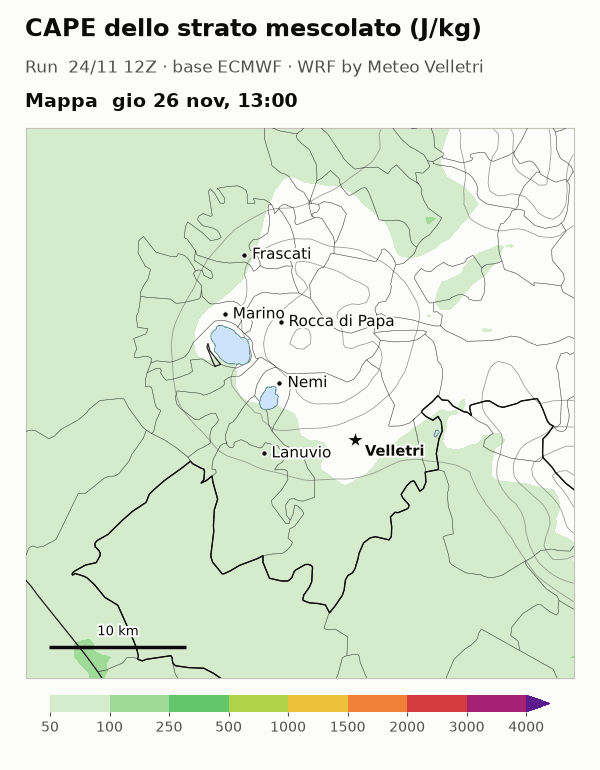 CAPE dello strato mescolato (J/kg)
Run  24/11 12Z · base ECMWF · WRF by Meteo Velletri
Mappa  gio 26 nov, 13:00
Frascati
Marino
Rocca di Papa
Nemi
Velletri
Lanuvio
10 km
50 100 250 500 1000 1500 2000 3000 4000